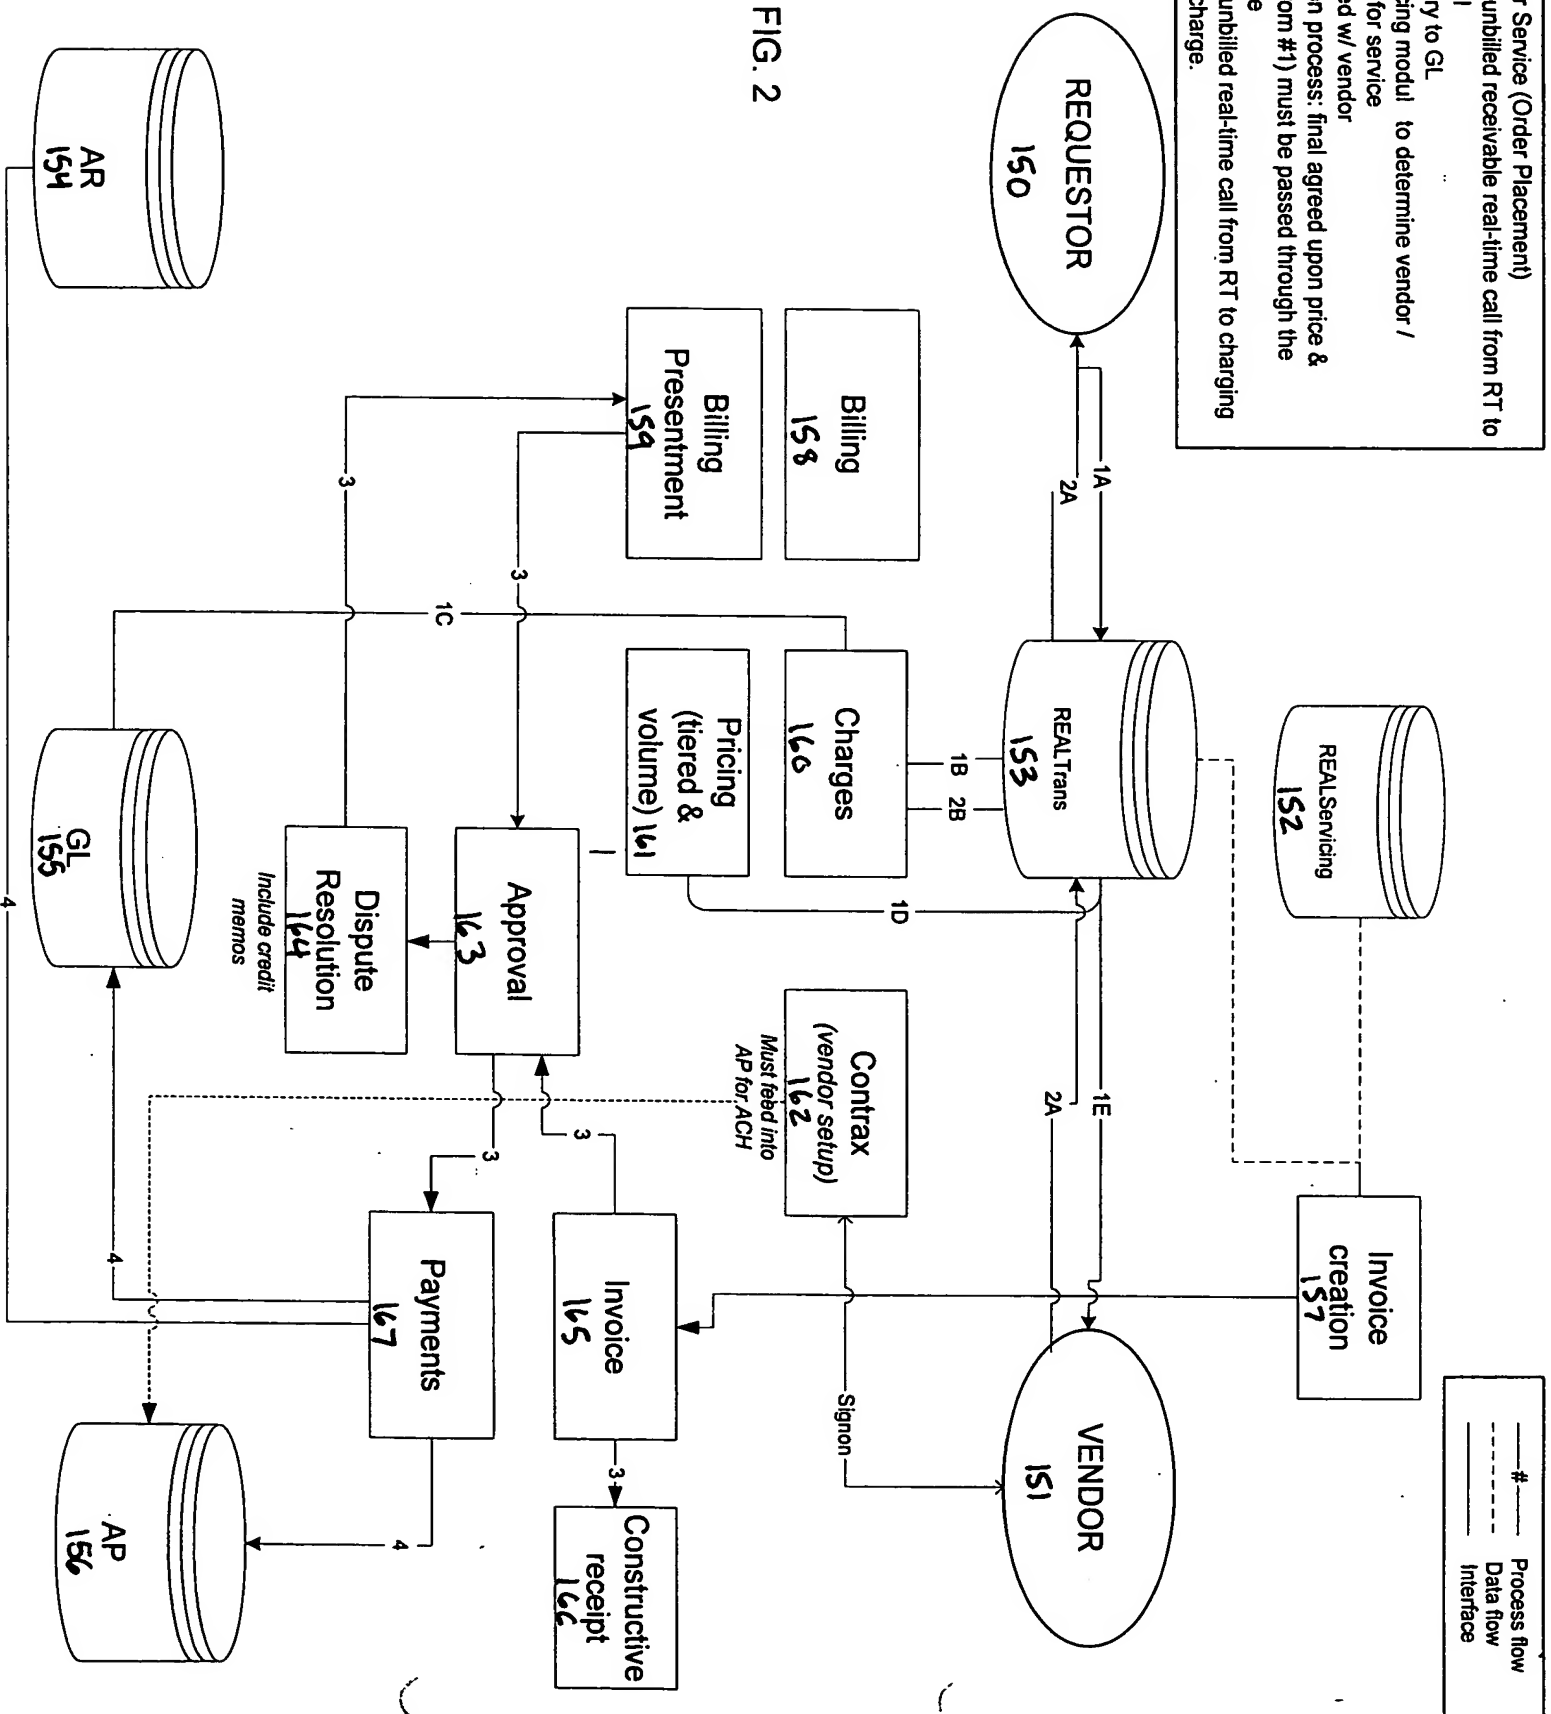 r Service (Order Placement)
unbilled receivable real-time call from RT to
l
ry to GL
cing modul to determine vendor /
for service
ed w/ vendor
n process: final agreed upon price &
om #1) must be passed through the
e
unbilled real-time call from RT to charging
charge.
# Process flow
Data flow
Interface
REALServicing
152
Invoice
creation
157
REQUESTOR
150
1A
2A
REALTrans
153
1E
2A
VENDOR
151
1B
2B
1D
Signon
Billing
158
Charges
160
Contrax
(vendor setup)
162
Must feed into
AP for ACH
Billing
Presentment
159
Pricing
(tiered &
volume) 161
Invoice
165
3
Constructive
receipt
166
3
3
3
Approval
163
3
1C
Dispute
Resolution
164
Include credit
memos
Payments
167
4
4
4
AR
154
GL
155
AP
156
FIG. 2